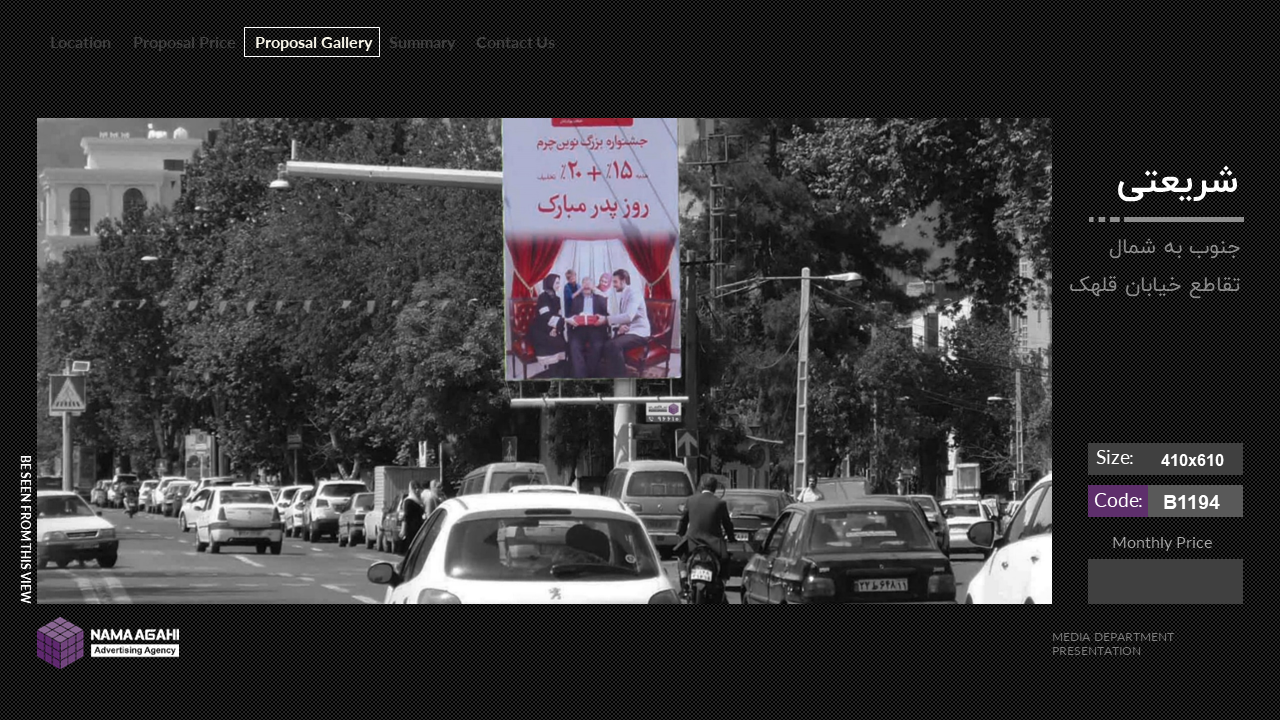 Location Proposal Price Proposal Gallery Summary Contact Us
جشنواره بزرگ نوین‌چرم
٪۱۵ + ٪۲۰ تخفیف
روز پدر مبارک
شریعتی
جنوب به شمال
تقاطع خیابان قلهک
Size: 410x610
Code: B1194
Monthly Price
BE SEEN FROM THIS VIEW
NAMA AGAHI
Advertising Agency
MEDIA DEPARTMENT
PRESENTATION